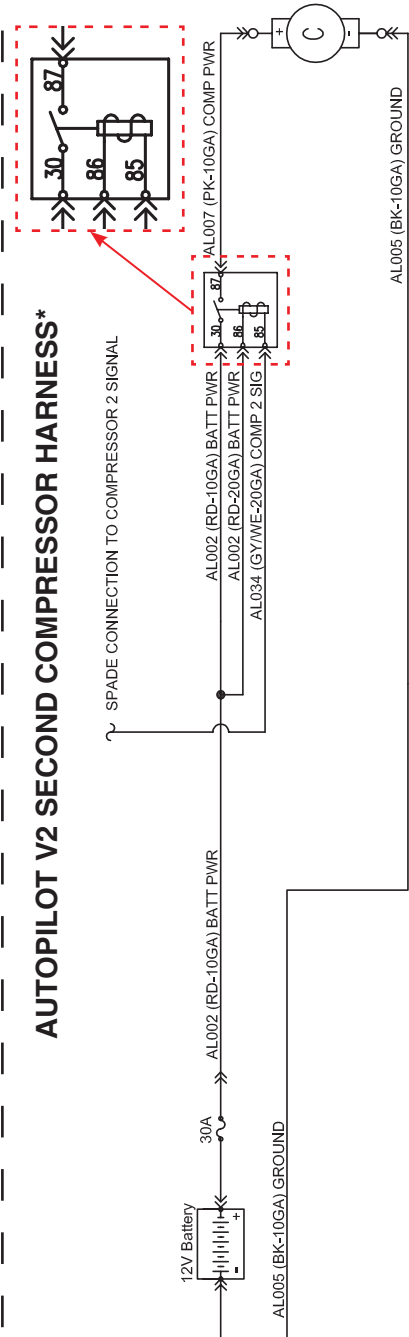 AUTOPILOT V2 SECOND COMPRESSOR HARNESS*
87
30
86
85
SPADE CONNECTION TO COMPRESSOR 2 SIGNAL
12V Battery
-
+
30A
AL002 (RD-10GA) BATT PWR
AL002 (RD-10GA) BATT PWR
AL002 (RD-20GA) BATT PWR
AL034 (GY/WE-20GA) COMP 2 SIG
30
87
86
85
AL007 (PK-10GA) COMP PWR
+
C
-
AL005 (BK-10GA) GROUND
AL005 (BK-10GA) GROUND